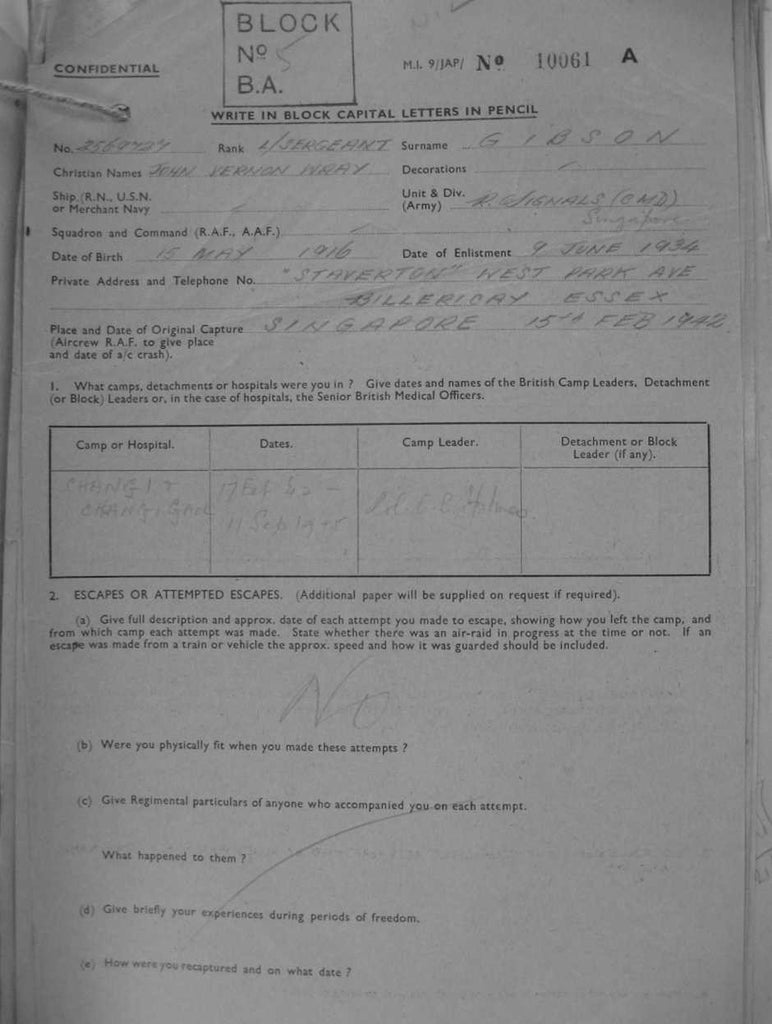 BLOCK
Nº 5
B.A.
CONFIDENTIAL
M.I. 9/JAP/ Nº 10061 A
WRITE IN BLOCK CAPITAL LETTERS IN PENCIL
No. Rank L/SERGEANT Surname GIBSON
Christian Names JOHN VERNON WRAY Decorations
Ship (R.N., U.S.N. or Merchant Navy
Unit & Div. (Army) R. SIGNALS (CMD)
Singapore
Squadron and Command (R.A.F., A.A.F.)
Date of Birth 15 MAY 1916 Date of Enlistment 9 JUNE 1934
Private Address and Telephone No. "STAVERTON" WEST PARK AVE
BILLERICAY ESSEX
Place and Date of Original Capture SINGAPORE 15TH FEB 1942
(Aircrew R.A.F. to give place
and date of a/c crash).
1. What camps, detachments or hospitals were you in ? Give dates and names of the British Camp Leaders, Detachment
(or Block) Leaders or, in the case of hospitals, the Senior British Medical Officers.
Camp or Hospital. Dates. Camp Leader. Detachment or Block
Leader (if any).
CHANGI & 17 Feb 42 -
CHANGI GAOL 11 Sep 1945 Holmes
2. ESCAPES OR ATTEMPTED ESCAPES. (Additional paper will be supplied on request if required).
(a) Give full description and approx. date of each attempt you made to escape, showing how you left the camp, and
from which camp each attempt was made. State whether there was an air-raid in progress at the time or not. If an
escape was made from a train or vehicle the approx. speed and how it was guarded should be included.
No
(b) Were you physically fit when you made these attempts ?
(c) Give Regimental particulars of anyone who accompanied you on each attempt.
What happened to them ?
(d) Give briefly your experiences during periods of freedom.
(e) How were you recaptured and on what date ?